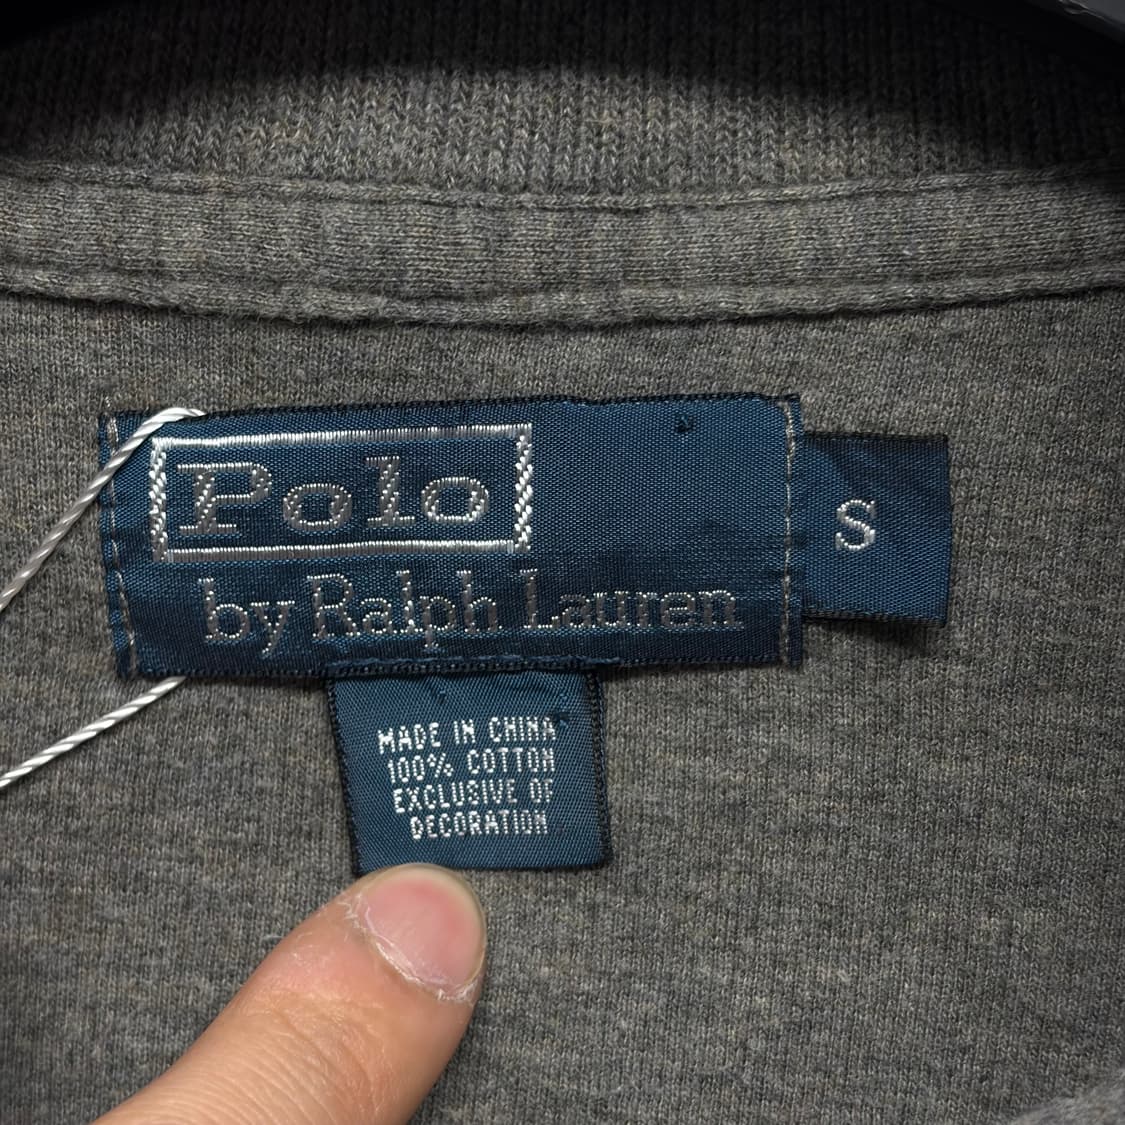 Polo
by Ralph Lauren
S
MADE IN CHINA
100% COTTON
EXCLUSIVE OF
DECORATION